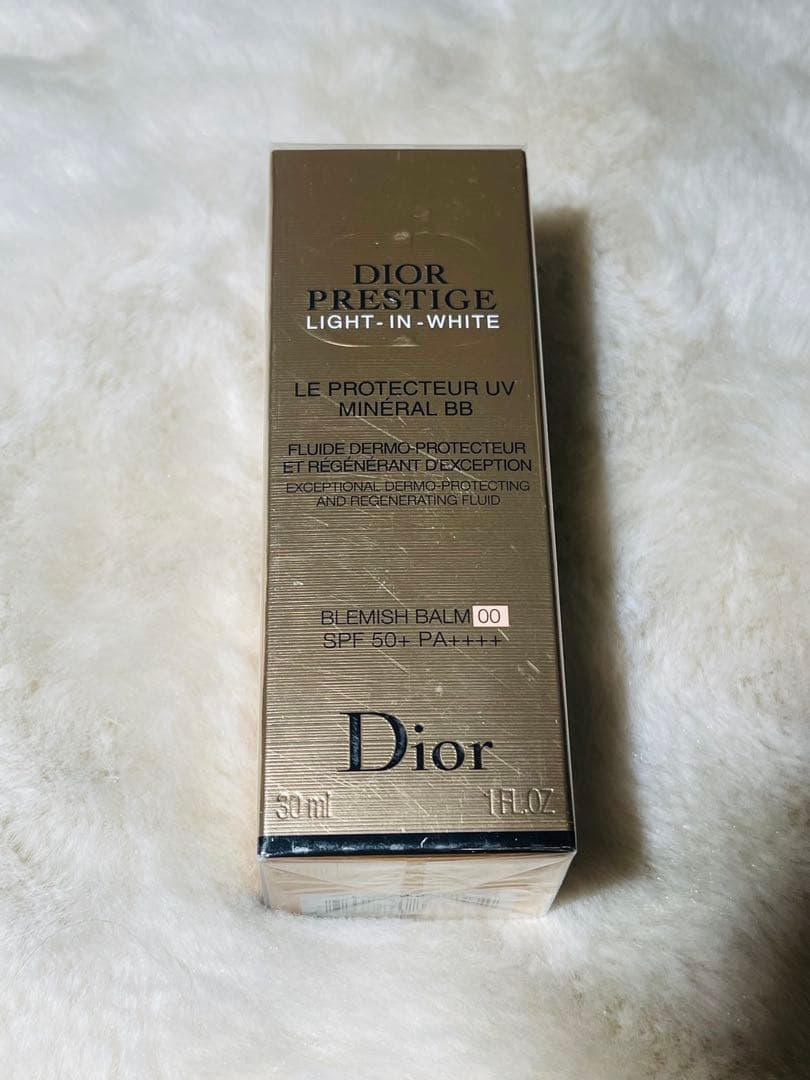 DIOR
PRESTIGE
LIGHT-IN-WHITE
LE PROTECTEUR UV
MINÉRAL BB
FLUIDE DERMO-PROTECTEUR
ET RÉGÉNÉRANT D'EXCEPTION
EXCEPTIONAL DERMO-PROTECTING
AND REGENERATING FLUID
BLEMISH BALM 00
SPF 50+ PA++++
Dior
30 ml 1 FL.OZ